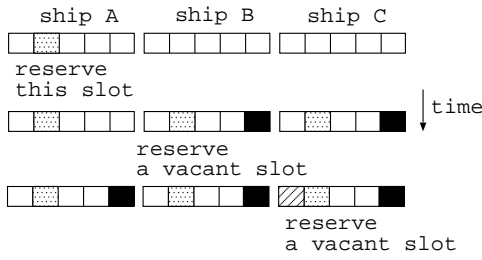 ship A ship B ship C
reserve
this slot
time
reserve
a vacant slot
reserve
a vacant slot